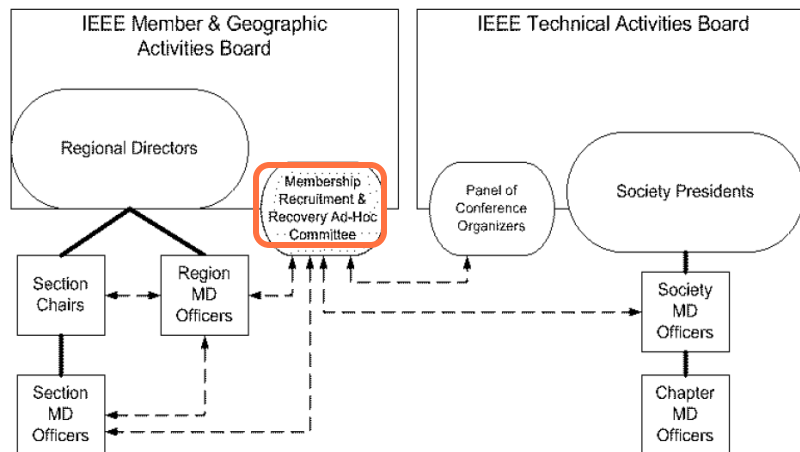 IEEE Member & Geographic
Activities Board
IEEE Technical Activities Board
Regional Directors
Membership
Recruitment &
Recovery Ad-Hoc
Committee
Panel of
Conference
Organizers
Society Presidents
Section
Chairs
Region
MD
Officers
Society
MD
Officers
Section
MD
Officers
Chapter
MD
Officers